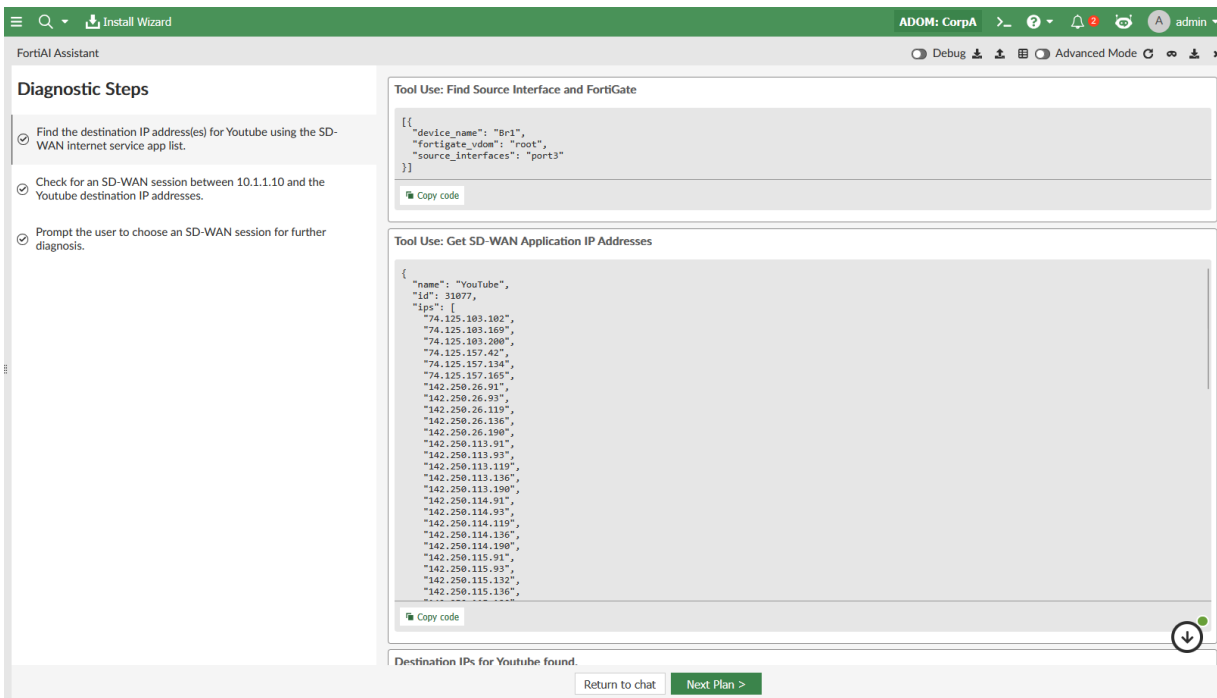 Install Wizard
ADOM: CorpA
2
A
admin
FortiAI Assistant
Debug
Advanced Mode
Diagnostic Steps
Find the destination IP address(es) for Youtube using the SD-
WAN internet service app list.
Check for an SD-WAN session between 10.1.1.10 and the
Youtube destination IP addresses.
Prompt the user to choose an SD-WAN session for further
diagnosis.
Tool Use: Find Source Interface and FortiGate
[{
"device_name": "Br1",
"fortigate_vdom": "root",
"source_interfaces": "port3"
}]
Copy code
Tool Use: Get SD-WAN Application IP Addresses
{
"name": "YouTube",
"id": 31077,
"ips": [
"74.125.103.102",
"74.125.103.169",
"74.125.103.200",
"74.125.157.42",
"74.125.157.134",
"74.125.157.165",
"142.250.26.91",
"142.250.26.93",
"142.250.26.119",
"142.250.26.136",
"142.250.26.190",
"142.250.113.91",
"142.250.113.93",
"142.250.113.119",
"142.250.113.136",
"142.250.113.190",
"142.250.114.91",
"142.250.114.93",
"142.250.114.119",
"142.250.114.136",
"142.250.114.190",
"142.250.115.91",
"142.250.115.93",
"142.250.115.132",
"142.250.115.136",
Copy code
Destination IPs for Youtube found.
Return to chat
Next Plan >